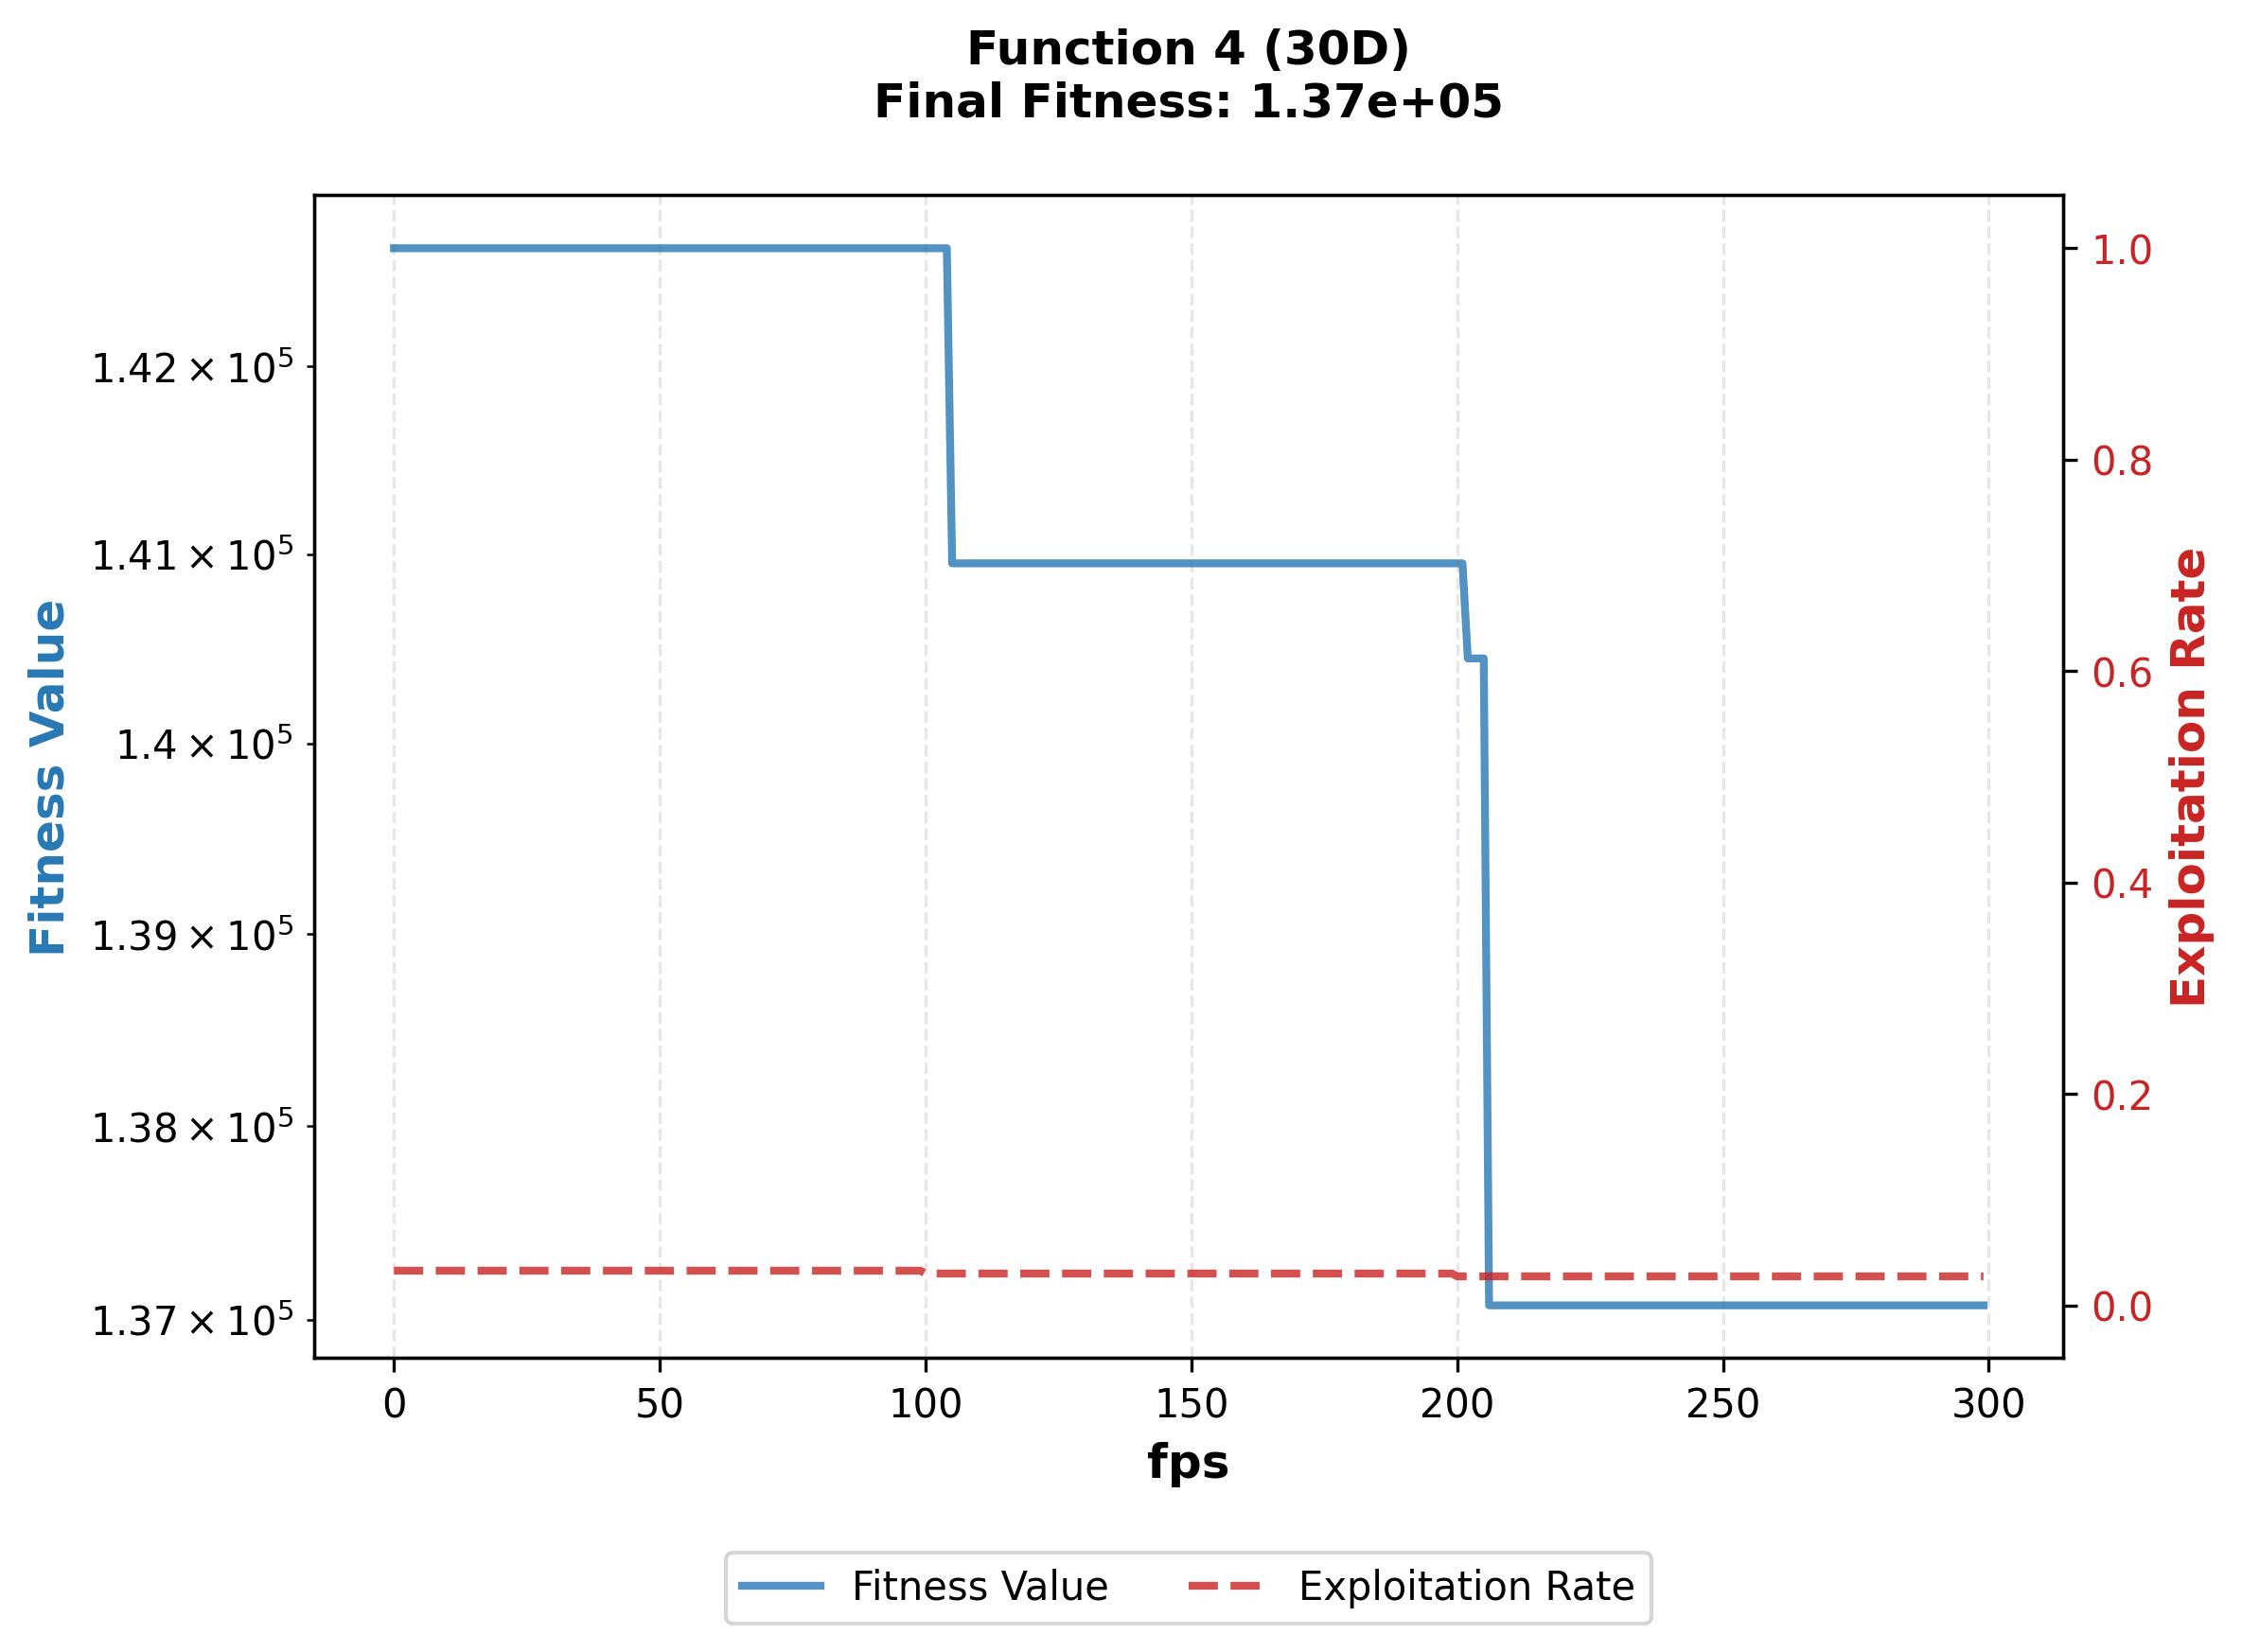 Function 4 (30D)
Final Fitness: 1.37e+05
Fitness Value
1.42 × 10⁵
1.41 × 10⁵
1.4 × 10⁵
1.39 × 10⁵
1.38 × 10⁵
1.37 × 10⁵
1.0
0.8
0.6
0.4
0.2
0.0
Exploitation Rate
0 50 100 150 200 250 300
fps
Fitness Value Exploitation Rate